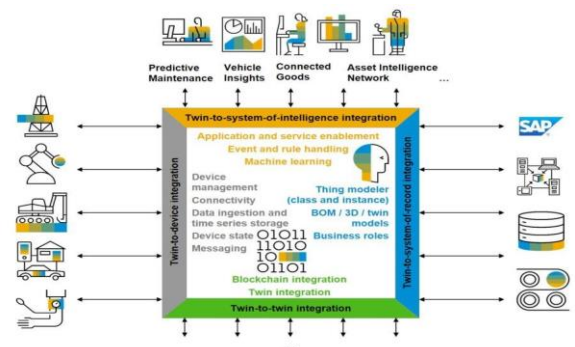 Predictive
Maintenance
Vehicle
Insights
Connected
Goods
Asset Intelligence
Network
...
Twin-to-system-of-intelligence integration
Application and service enablement
Event and rule handling
Machine learning
Twin-to-device integration
Device
management
Connectivity
Data ingestion and
time series storage
Device state
Messaging
01011
11010
10
01101
Thing modeler
(class and instance)
BOM / 3D / twin
models
Business roles
Twin-to-system-of-record integration
SAP
Blockchain integration
Twin integration
Twin-to-twin integration